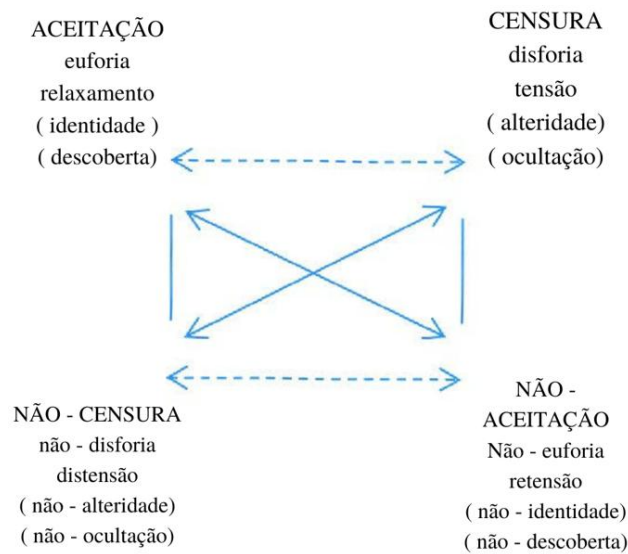 ACEITAÇÃO
euforia
relaxamento
( identidade )
( descoberta)
CENSURA
disforia
tensão
( alteridade)
( ocultação)
NÃO - CENSURA
não - disforia
distensão
( não - alteridade)
( não - ocultação)
NÃO -
ACEITAÇÃO
Não - euforia
retensão
( não - identidade)
( não - descoberta)